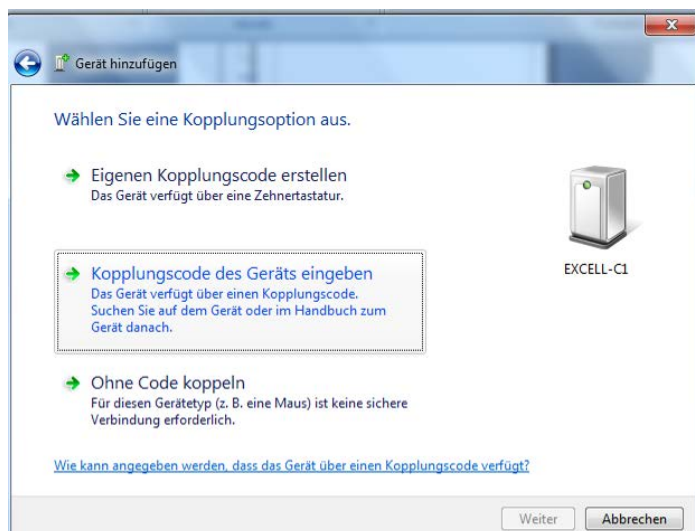 Gerät hinzufügen
Wählen Sie eine Kopplungsoption aus.
Eigenen Kopplungscode erstellen
Das Gerät verfügt über eine Zehnertastatur.
Kopplungscode des Geräts eingeben
Das Gerät verfügt über einen Kopplungscode.
Suchen Sie auf dem Gerät oder im Handbuch zum
Gerät danach.
EXCELL-C1
Ohne Code koppeln
Für diesen Gerätetyp (z. B. eine Maus) ist keine sichere
Verbindung erforderlich.
Wie kann angegeben werden, dass das Gerät über einen Kopplungscode verfügt?
Weiter
Abbrechen